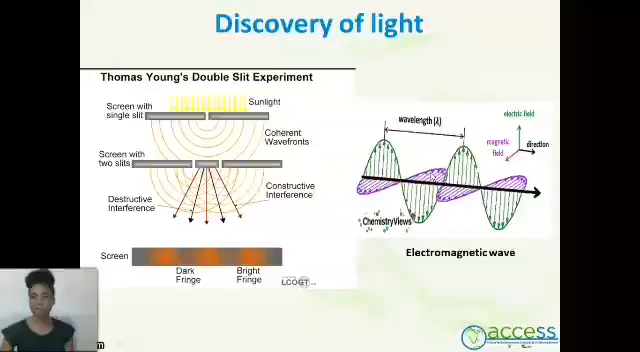 Discovery of light
Thomas Young's Double Slit Experiment
Sunlight
Screen with
single slit
Coherent
Wavefronts
Screen with
two slits
Destructive
Interference
Constructive
Interference
Screen
Dark
Fringe
Bright
Fringe
LCOGT
wavelength (λ)
electric field
magnetic
field
direction
ChemistryViews
Electromagnetic wave
access